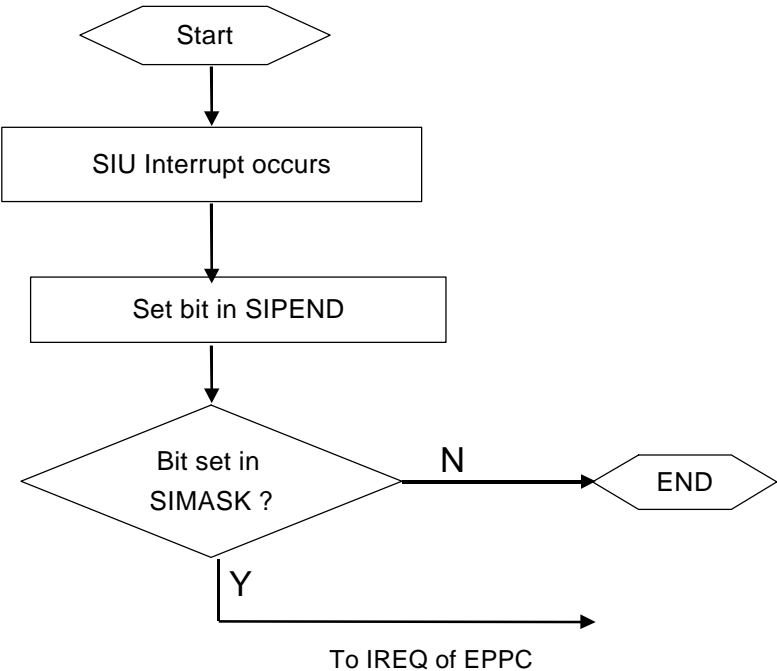 Start
SIU Interrupt occurs
Set bit in SIPEND
Bit set in
SIMASK ?
N
END
Y
To IREQ of EPPC